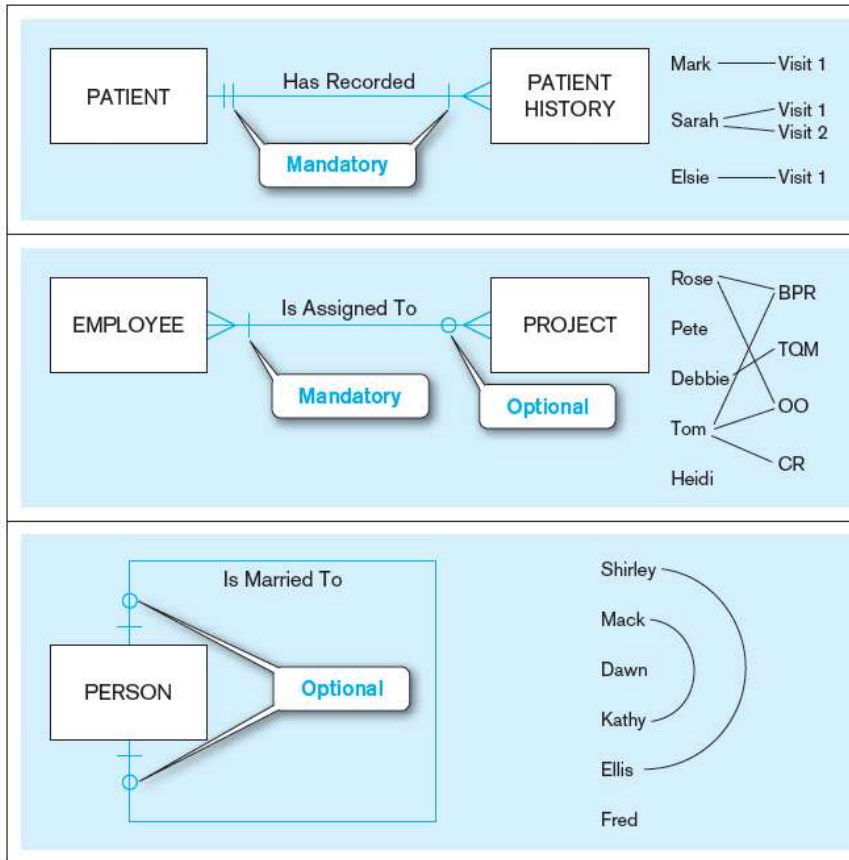 PATIENT
Has Recorded
PATIENT
HISTORY
Mandatory
Mark
Visit 1
Sarah
Visit 1
Visit 2
Elsie
Visit 1
EMPLOYEE
Is Assigned To
PROJECT
Mandatory
Optional
Rose
BPR
Pete
TQM
Debbie
OO
Tom
CR
Heidi
Is Married To
PERSON
Optional
Shirley
Mack
Dawn
Kathy
Ellis
Fred